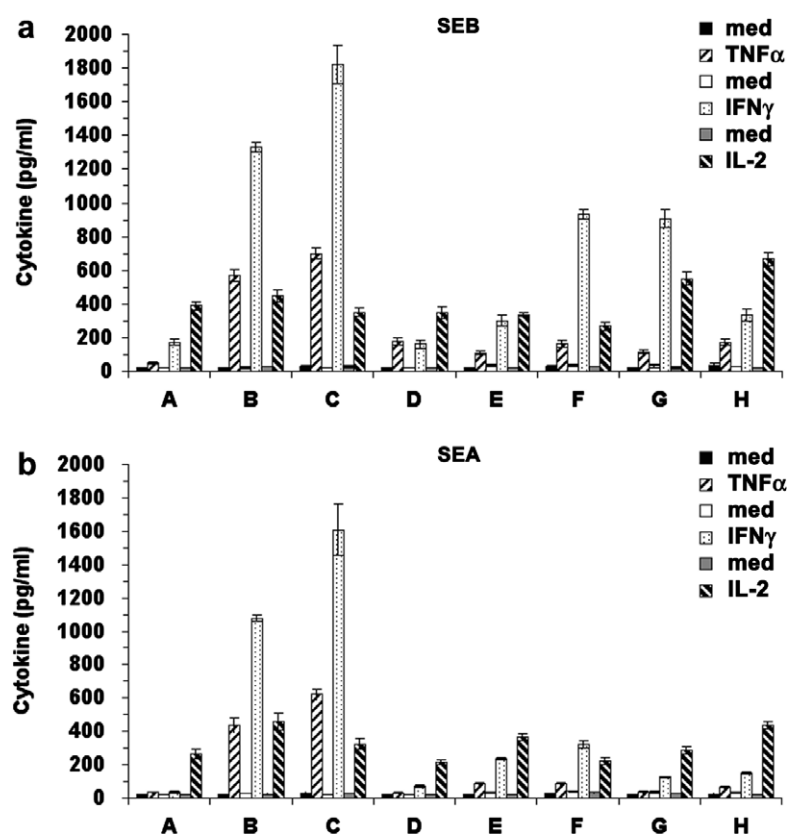 a
SEB
Cytokine (pg/ml)
2000
1800
1600
1400
1200
1000
800
600
400
200
0
med
TNFα
med
IFNγ
med
IL-2
A B C D E F G H
b
SEA
Cytokine (pg/ml)
2000
1800
1600
1400
1200
1000
800
600
400
200
0
med
TNFα
med
IFNγ
med
IL-2
A B C D E F G H